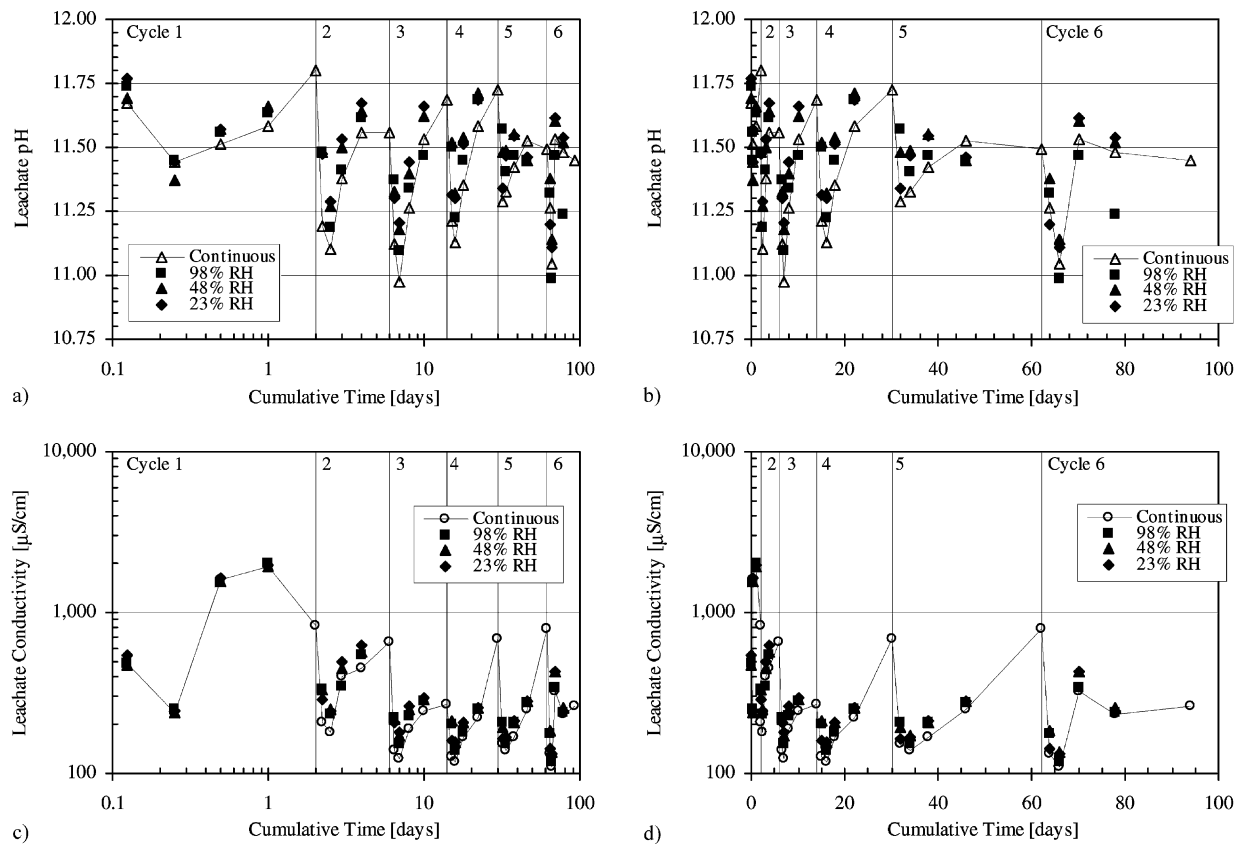 12.00
11.75
11.50
11.25
11.00
10.75
Leachate pH
Cycle 1
2
3
4
5
6
Continuous
98% RH
48% RH
23% RH
0.1
1
10
100
Cumulative Time [days]
a)
12.00
11.75
11.50
11.25
11.00
10.75
Leachate pH
2
3
4
5
Cycle 6
Continuous
98% RH
48% RH
23% RH
0
20
40
60
80
100
Cumulative Time [days]
b)
10,000
1,000
100
Leachate Conductivity [μS/cm]
Cycle 1
2
3
4
5
6
Continuous
98% RH
48% RH
23% RH
0.1
1
10
100
Cumulative Time [days]
c)
10,000
1,000
100
Leachate Conductivity [μS/cm]
2
3
4
5
Cycle 6
Continuous
98% RH
48% RH
23% RH
0
20
40
60
80
100
Cumulative Time [days]
d)